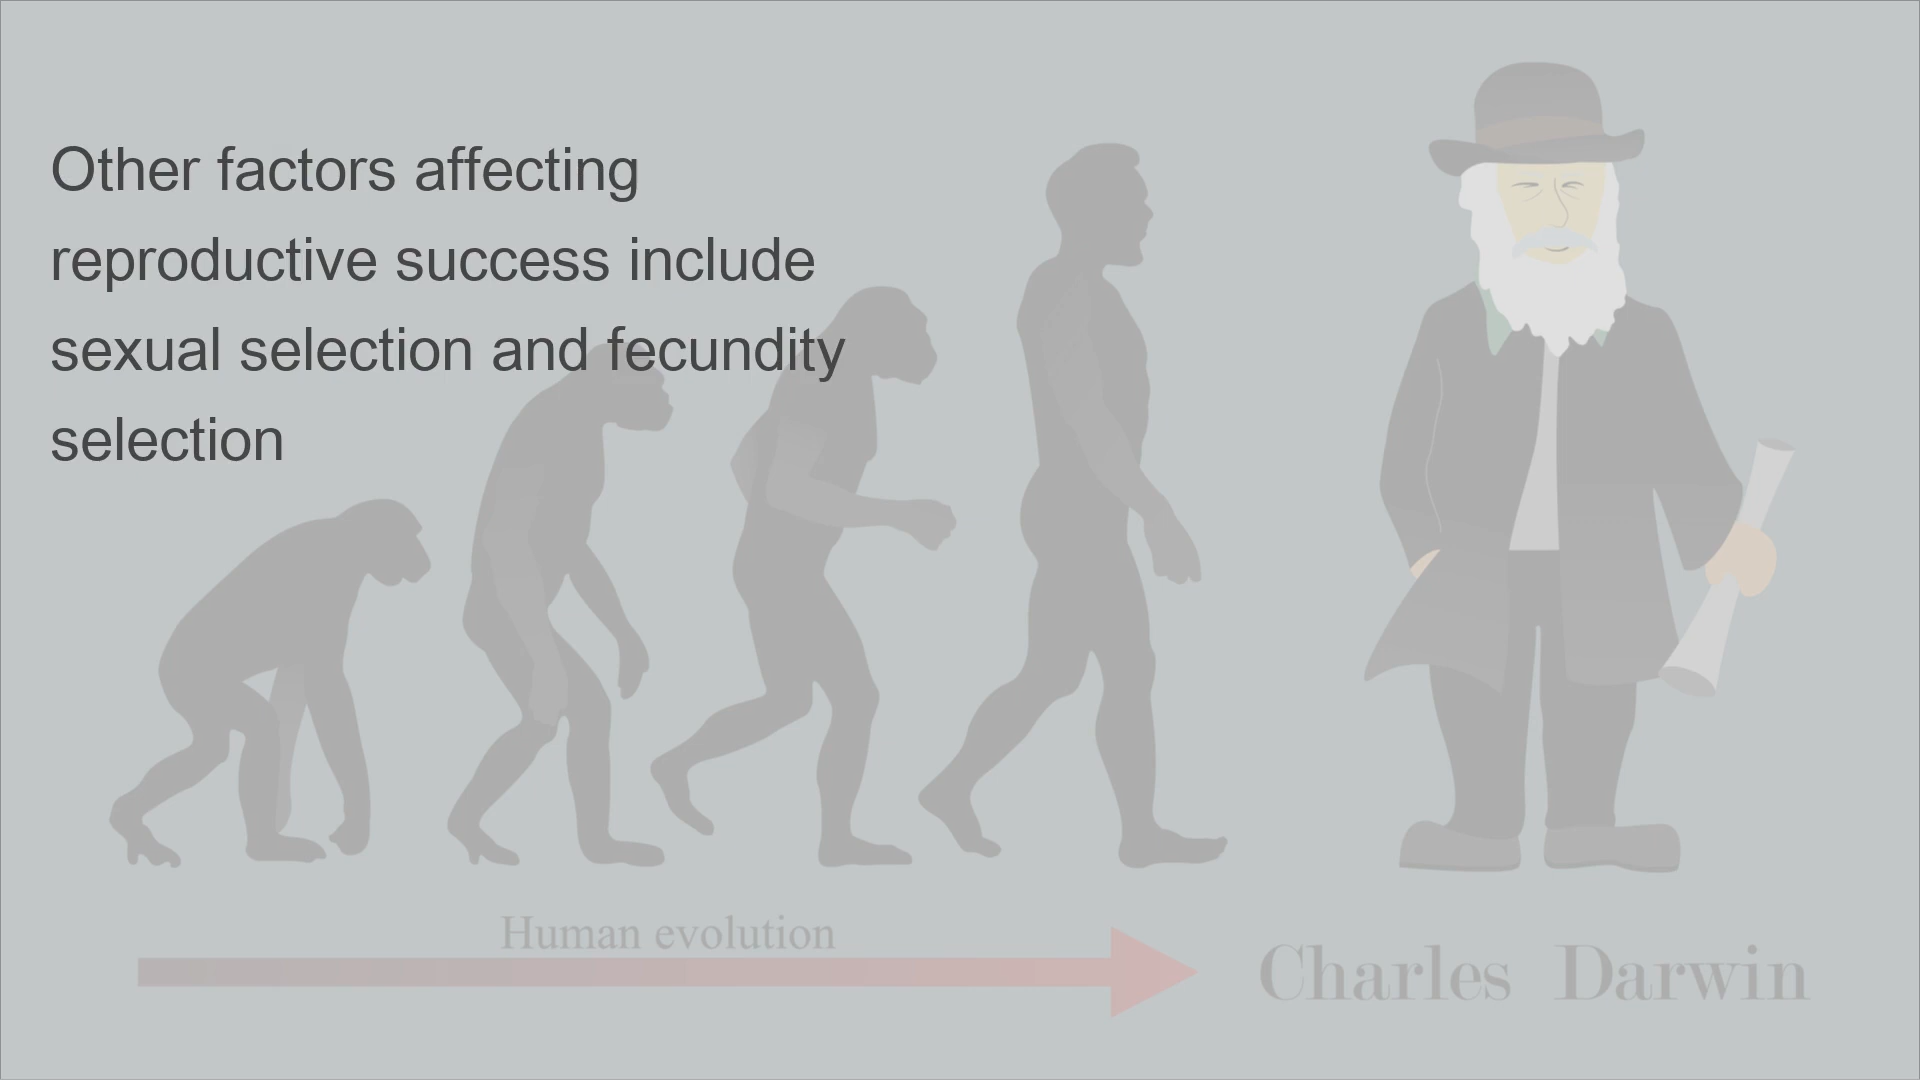 Other factors affecting
reproductive success include
sexual selection and fecundity
selection
Human evolution
Charles Darwin